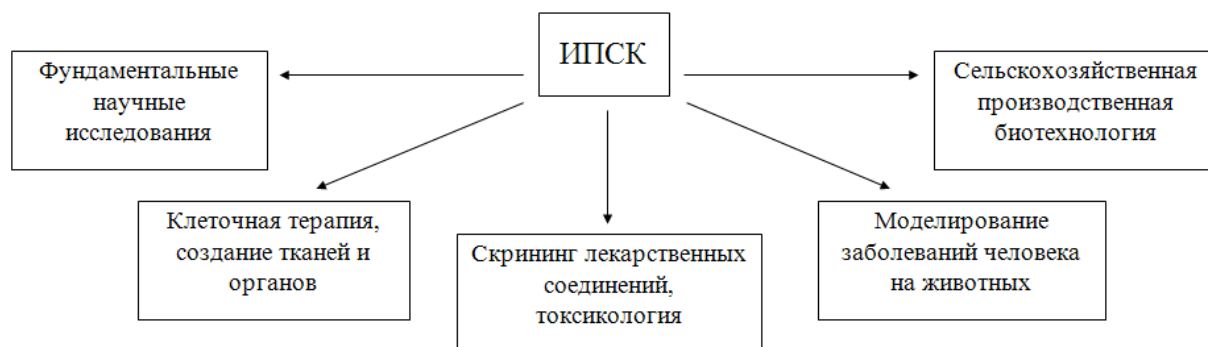 ИПСК
Фундаментальные
научные
исследования
Сельскохозяйственная
производственная
биотехнология
Клеточная терапия,
создание тканей и
органов
Скрининг лекарственных
соединений,
токсикология
Моделирование
заболеваний человека
на животных